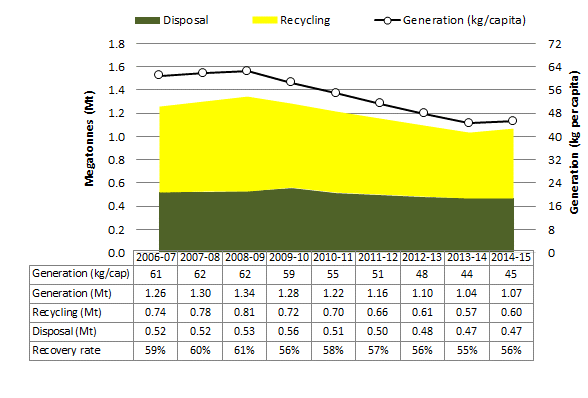 Disposal Recycling Generation (kg/capita)
1.8 72
1.6 64
1.4 56
1.2 48
1.0 40
0.8 32
0.6 24
0.4 16
0.2 8
0.0 0
Megatonnes (Mt)
Generation (kg per capita)
2006-07 2007-08 2008-09 2009-10 2010-11 2011-12 2012-13 2013-14 2014-15
Generation (kg/cap) 61 62 62 59 55 51 48 44 45
Generation (Mt) 1.26 1.30 1.34 1.28 1.22 1.16 1.10 1.04 1.07
Recycling (Mt) 0.74 0.78 0.81 0.72 0.70 0.66 0.61 0.57 0.60
Disposal (Mt) 0.52 0.52 0.53 0.56 0.51 0.50 0.48 0.47 0.47
Recovery rate 59% 60% 61% 56% 58% 57% 56% 55% 56%